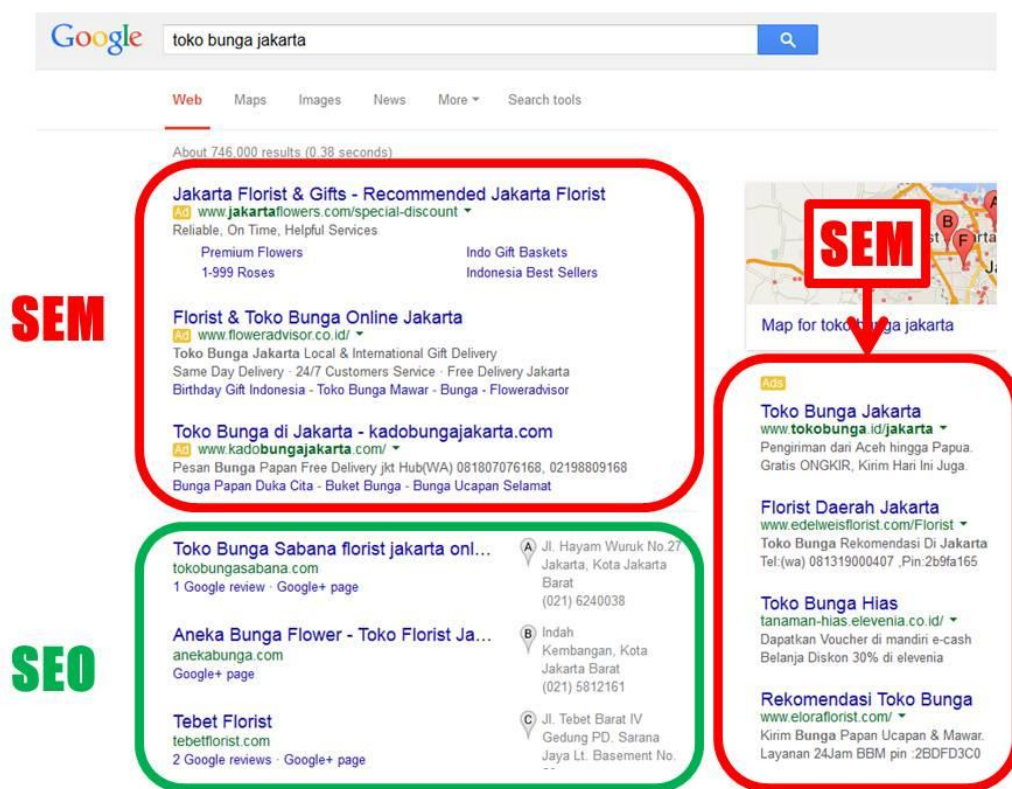 Google
toko bunga jakarta
Web Maps Images News More Search tools
About 746,000 results (0.38 seconds)
SEM
Jakarta Florist & Gifts - Recommended Jakarta Florist
Ad www.jakartaflowers.com/special-discount
Reliable, On Time, Helpful Services
Premium Flowers Indo Gift Baskets
1-999 Roses Indonesia Best Sellers
Florist & Toko Bunga Online Jakarta
Ad www.floweradvisor.co.id/
Toko Bunga Jakarta Local & International Gift Delivery
Same Day Delivery · 24/7 Customers Service · Free Delivery Jakarta
Birthday Gift Indonesia - Toko Bunga Mawar - Bunga - Floweradvisor
Toko Bunga di Jakarta - kadobungajakarta.com
Ad www.kadobungajakarta.com/
Pesan Bunga Papan Free Delivery jkt Hub(WA) 081807076168, 02198809168
Bunga Papan Duka Cita - Buket Bunga - Bunga Ucapan Selamat
SEO
Toko Bunga Sabana florist jakarta onl...
tokobungasabana.com
1 Google review · Google+ page
A Jl. Hayam Wuruk No.27
Jakarta, Kota Jakarta
Barat
(021) 6240038
Aneka Bunga Flower - Toko Florist Ja...
anekabunga.com
Google+ page
B Indah
Kembangan, Kota
Jakarta Barat
(021) 5812161
Tebet Florist
tebetflorist.com
2 Google reviews · Google+ page
C Jl. Tebet Barat IV
Gedung PD. Sarana
Jaya Lt. Basement No.
SEM
B
F
Map for toko bunga jakarta
Ads
Toko Bunga Jakarta
www.tokobunga.id/jakarta
Pengiriman dari Aceh hingga Papua.
Gratis ONGKIR, Kirim Hari Ini Juga.
Florist Daerah Jakarta
www.edelweisflorist.com/Florist
Toko Bunga Rekomendasi Di Jakarta
Tel:(wa) 081319000407 ,Pin:2b9fa165
Toko Bunga Hias
tanaman-hias.elevenia.co.id/
Dapatkan Voucher di mandiri e-cash
Belanja Diskon 30% di elevenia
Rekomendasi Toko Bunga
www.eloraflorist.com/
Kirim Bunga Papan Ucapan & Mawar.
Layanan 24Jam BBM pin :2BDFD3C0